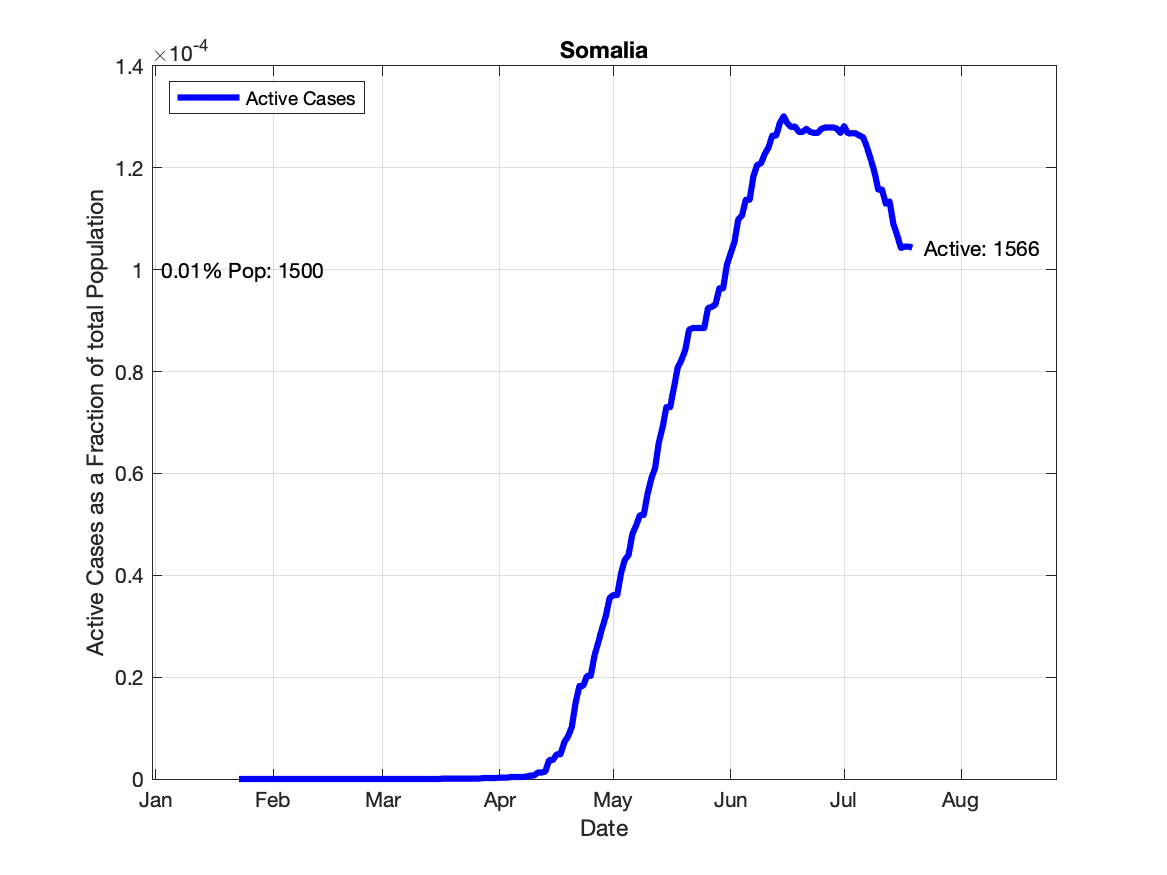 Somalia
×10-4
Active Cases
1.4
1.2
1
0.8
0.6
0.4
0.2
0
0.01% Pop: 1500
Active: 1566
Active Cases as a Fraction of total Population
Jan Feb Mar Apr May Jun Jul Aug
Date